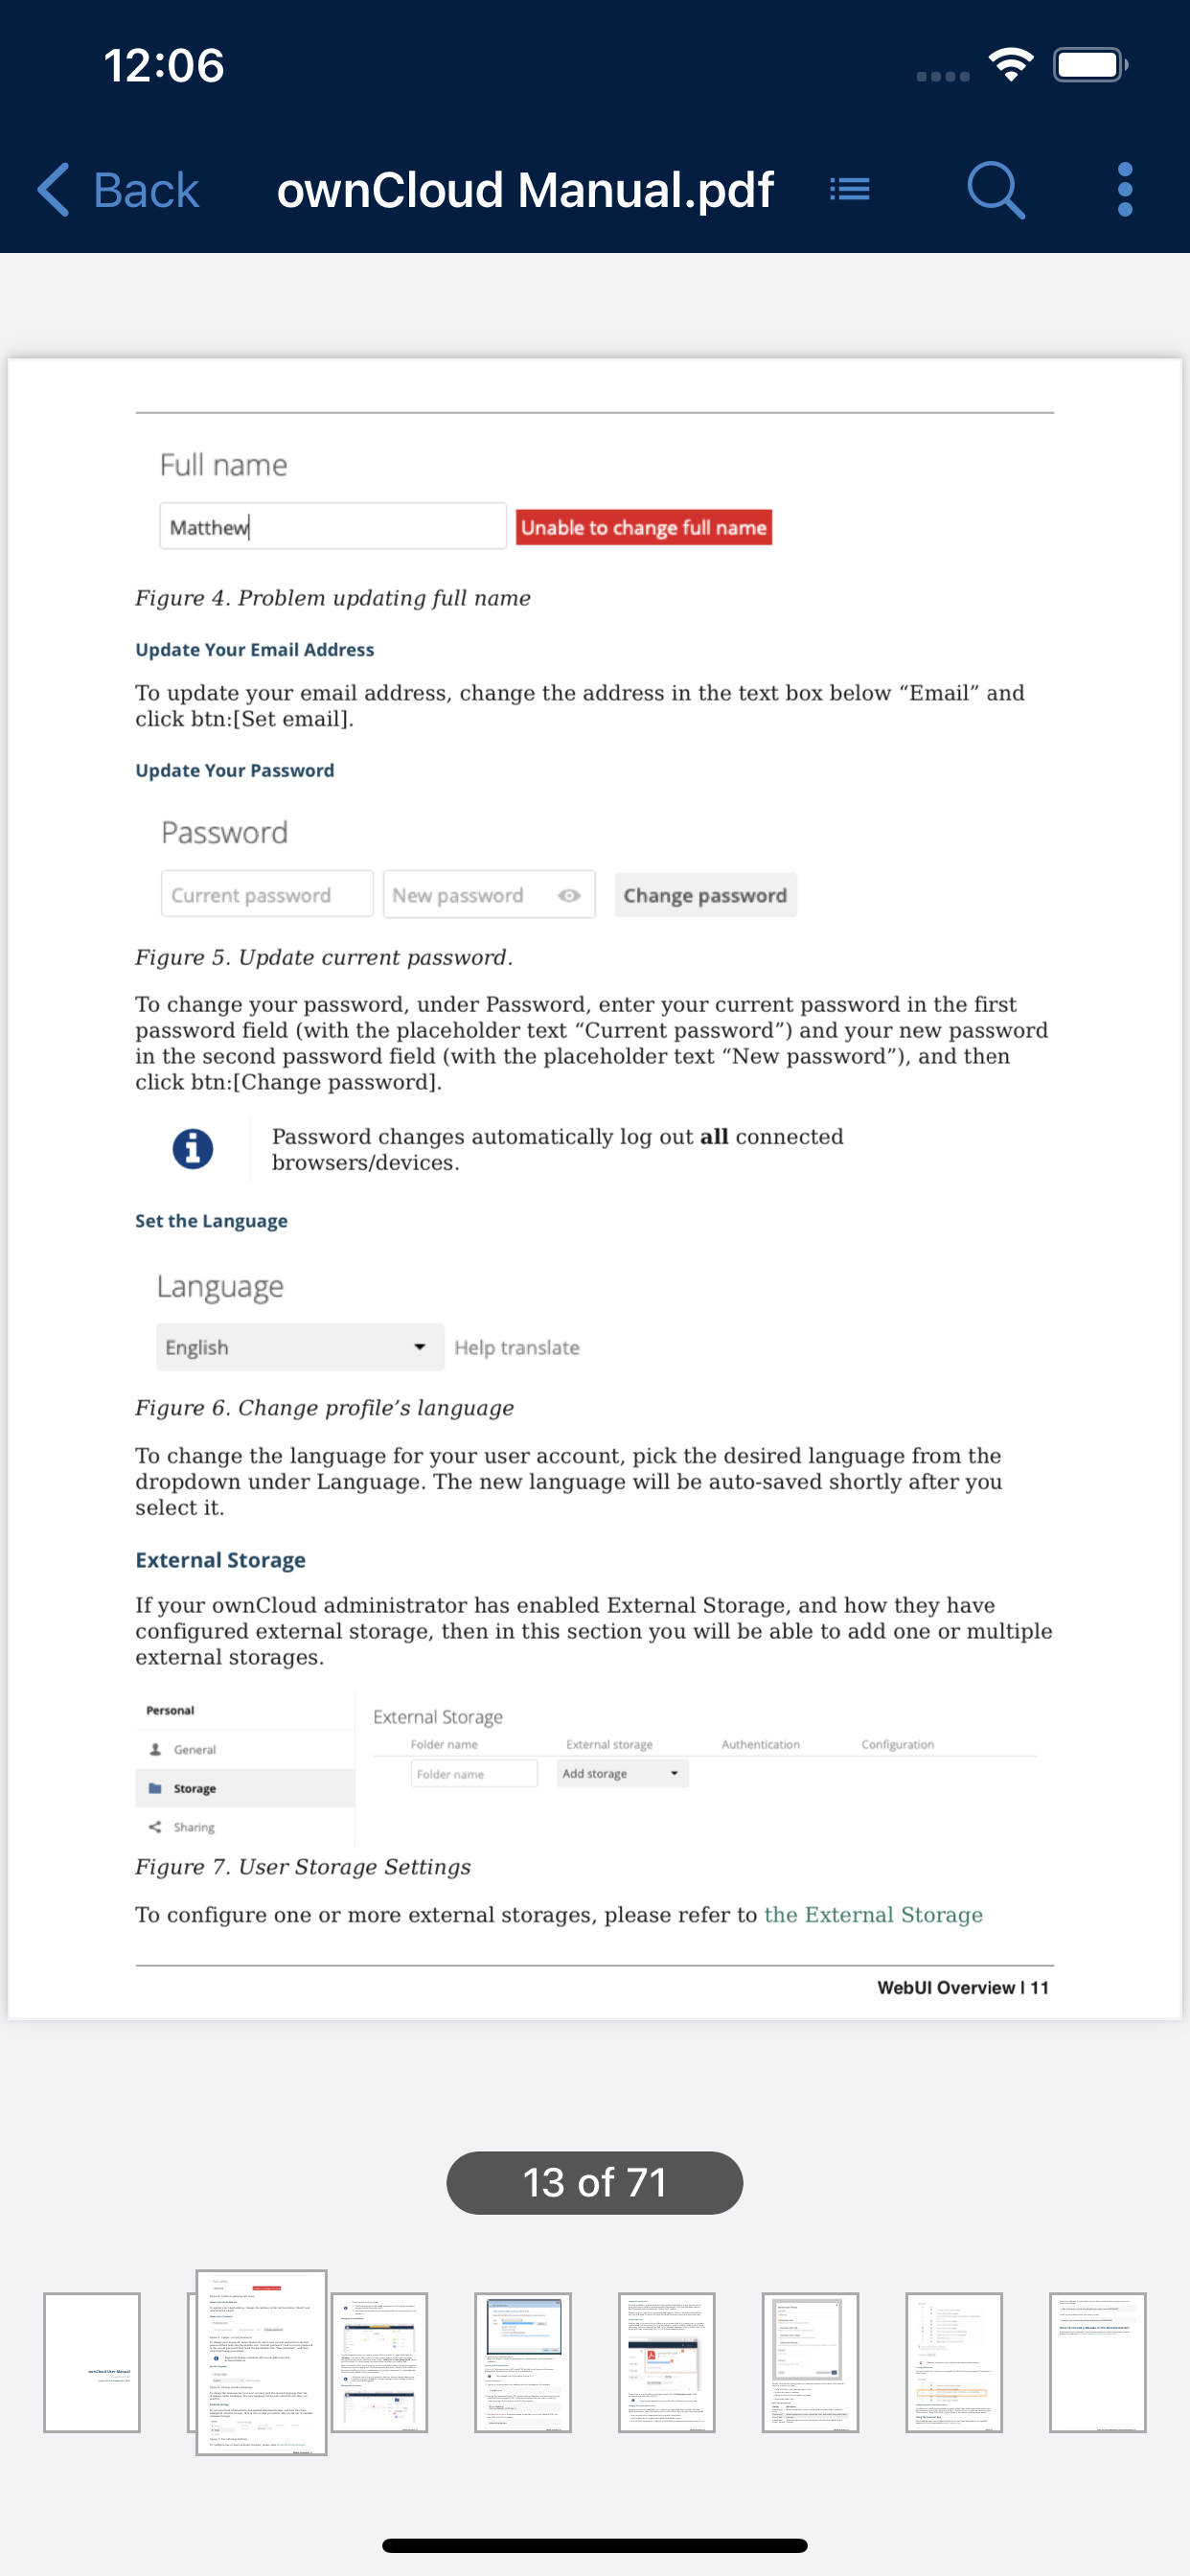 12:06
Back
ownCloud Manual.pdf
Full name
Matthew
Unable to change full name
Figure 4. Problem updating full name
Update Your Email Address
To update your email address, change the address in the text box below “Email” and
click btn:[Set email].
Update Your Password
Password
Current password
New password
Change password
Figure 5. Update current password.
To change your password, under Password, enter your current password in the first
password field (with the placeholder text “Current password”) and your new password
in the second password field (with the placeholder text “New password”), and then
click btn:[Change password].
Password changes automatically log out all connected
browsers/devices.
Set the Language
Language
English
Help translate
Figure 6. Change profile’s language
To change the language for your user account, pick the desired language from the
dropdown under Language. The new language will be auto-saved shortly after you
select it.
External Storage
If your ownCloud administrator has enabled External Storage, and how they have
configured external storage, then in this section you will be able to add one or multiple
external storages.
Personal
General
Storage
Sharing
External Storage
Folder name
External storage
Authentication
Configuration
Folder name
Add storage
Figure 7. User Storage Settings
To configure one or more external storages, please refer to the External Storage
WebUI Overview | 11
13 of 71
ownCloud User Manual